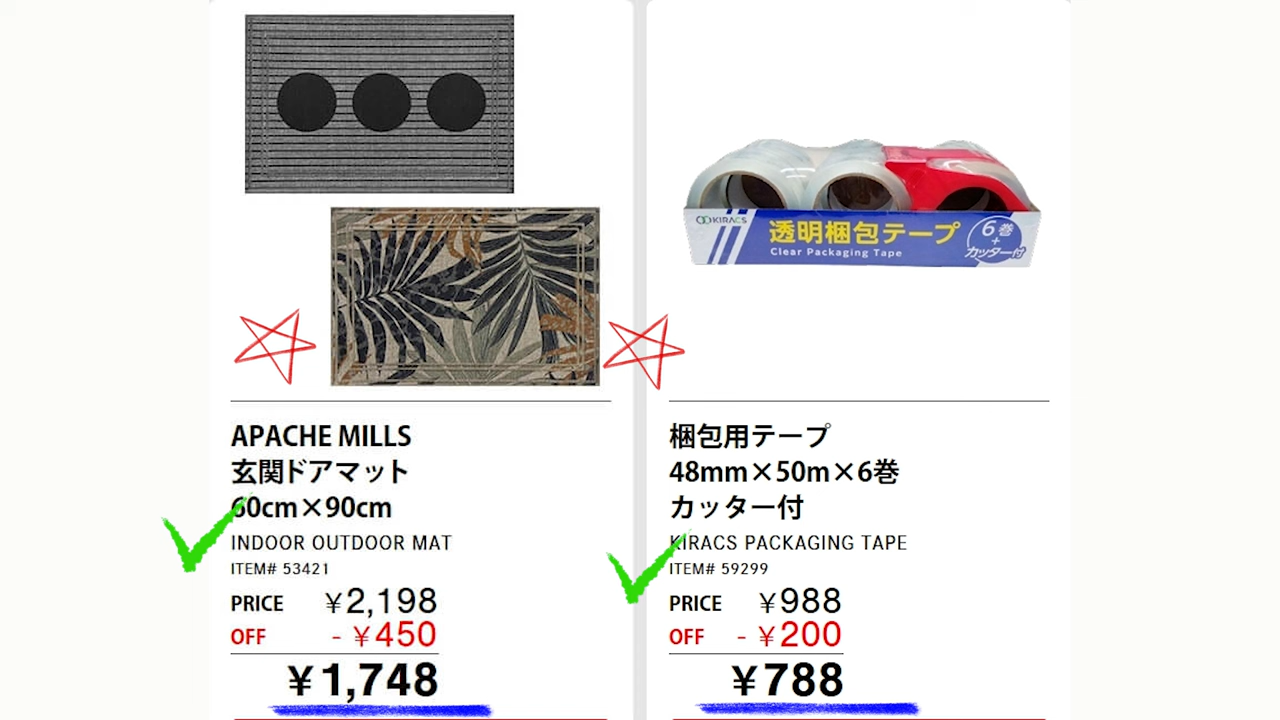 KIRACS
透明梱包テープ
Clear Packaging Tape
6巻
+
カッター付
APACHE MILLS
玄関ドアマット
60cm×90cm
INDOOR OUTDOOR MAT
ITEM# 53421
PRICE ¥2,198
OFF - ¥450
¥1,748
梱包用テープ
48mm×50m×6巻
カッター付
KIRACS PACKAGING TAPE
ITEM# 59299
PRICE ¥988
OFF - ¥200
¥788